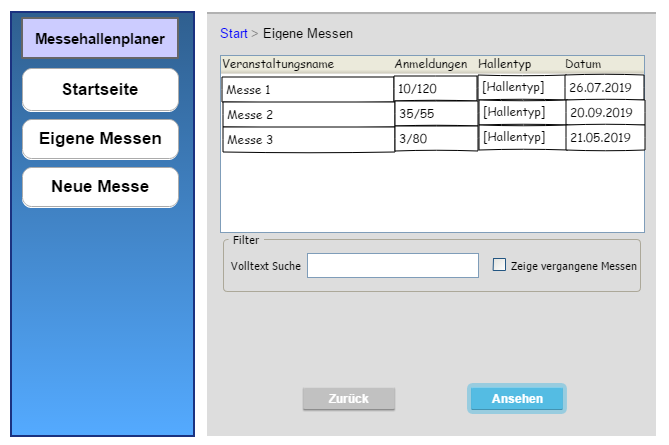 Messehallenplaner
Startseite
Eigene Messen
Neue Messe
Start > Eigene Messen
Veranstaltungsname Anmeldungen Hallentyp Datum
Messe 1 10/120 [Hallentyp] 26.07.2019
Messe 2 35/55 [Hallentyp] 20.09.2019
Messe 3 3/80 [Hallentyp] 21.05.2019
Filter
Volltext Suche Zeige vergangene Messen
Zurück Ansehen